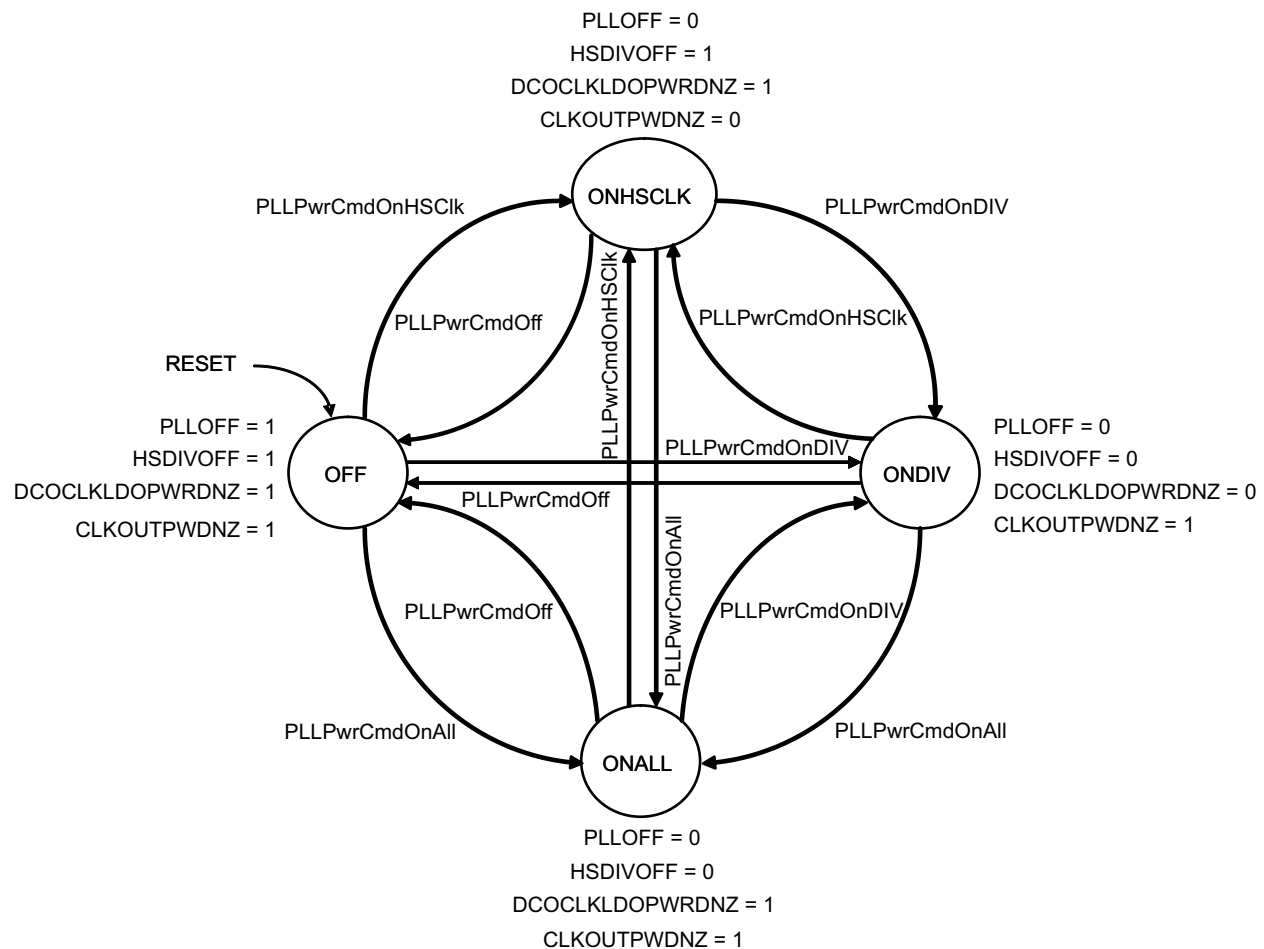 PLLOFF = 0
HSDIVOFF = 1
DCOCLKLDOPWRDNZ = 1
CLKOUTPWDNZ = 0
ONHSCLK
PLLPwrCmdOnHSClk
PLLPwrCmdOnDIV
PLLPwrCmdOnHSClk
PLLPwrCmdOff
PLLPwrCmdOnHSClk
RESET
PLLOFF = 1
HSDIVOFF = 1
DCOCLKLDOPWRDNZ = 1
CLKOUTPWDNZ = 1
OFF
PLLPwrCmdOnDIV
PLLPwrCmdOff
ONDIV
PLLOFF = 0
HSDIVOFF = 0
DCOCLKLDOPWRDNZ = 0
CLKOUTPWDNZ = 1
PLLPwrCmdOnAll
PLLPwrCmdOff
PLLPwrCmdOnDIV
PLLPwrCmdOnAll
PLLPwrCmdOnAll
ONALL
PLLOFF = 0
HSDIVOFF = 0
DCOCLKLDOPWRDNZ = 1
CLKOUTPWDNZ = 1